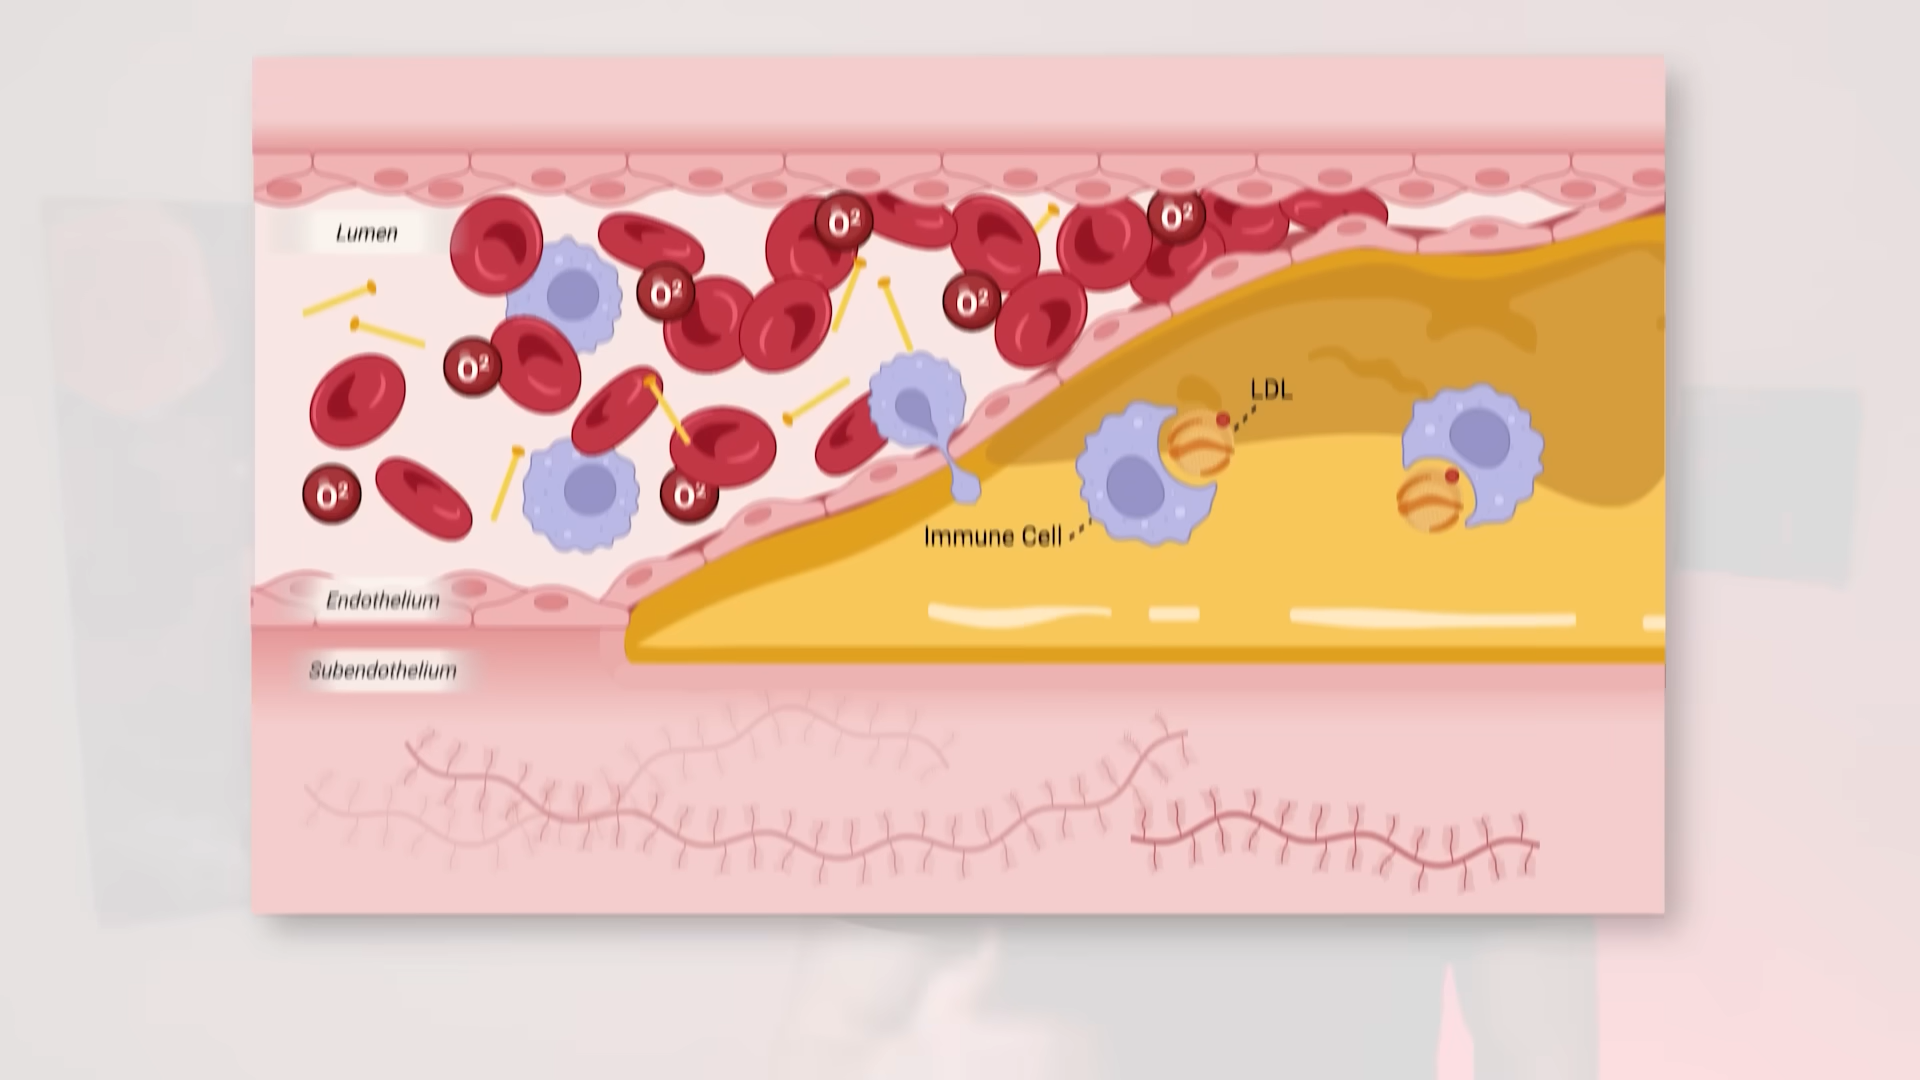 Lumen
O²
O²
O²
O²
O²
O²
O²
LDL
Immune Cell
Endothelium
Subendothelium